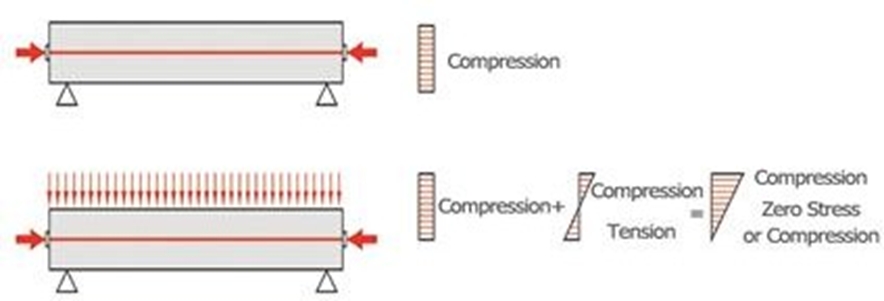 Compression
Compression+
Compression
Tension
=
Compression
Zero Stress
or Compression